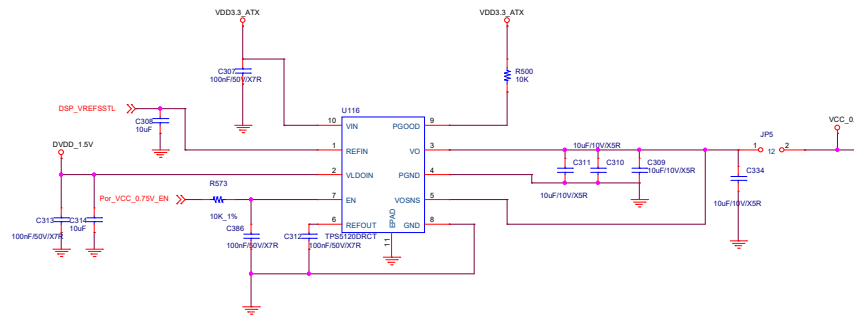 VDD3.3_ATX
VDD3.3_ATX
C307
100nF/50V/X7R
R500
10K
DSP_VREFSSTL
C308
10uF
U116
10
VIN
PGOOD
9
1
REFIN
VO
3
2
VLDOIN
PGND
4
7
EN
VOSNS
5
6
REFOUT
GND
8
EPAD
11
TPS5120DRCT
DVDD_1.5V
Por_VCC_0.75V_EN
R573
10K_1%
C313
100nF/50V/X7R
C314
10uF
C386
100nF/50V/X7R
C312
100nF/50V/X7R
10uF/10V/X5R
C311
C310
C309
10uF/10V/X5R
10uF/10V/X5R
C334
10uF/10V/X5R
JP5
1
12
2
VCC_0.